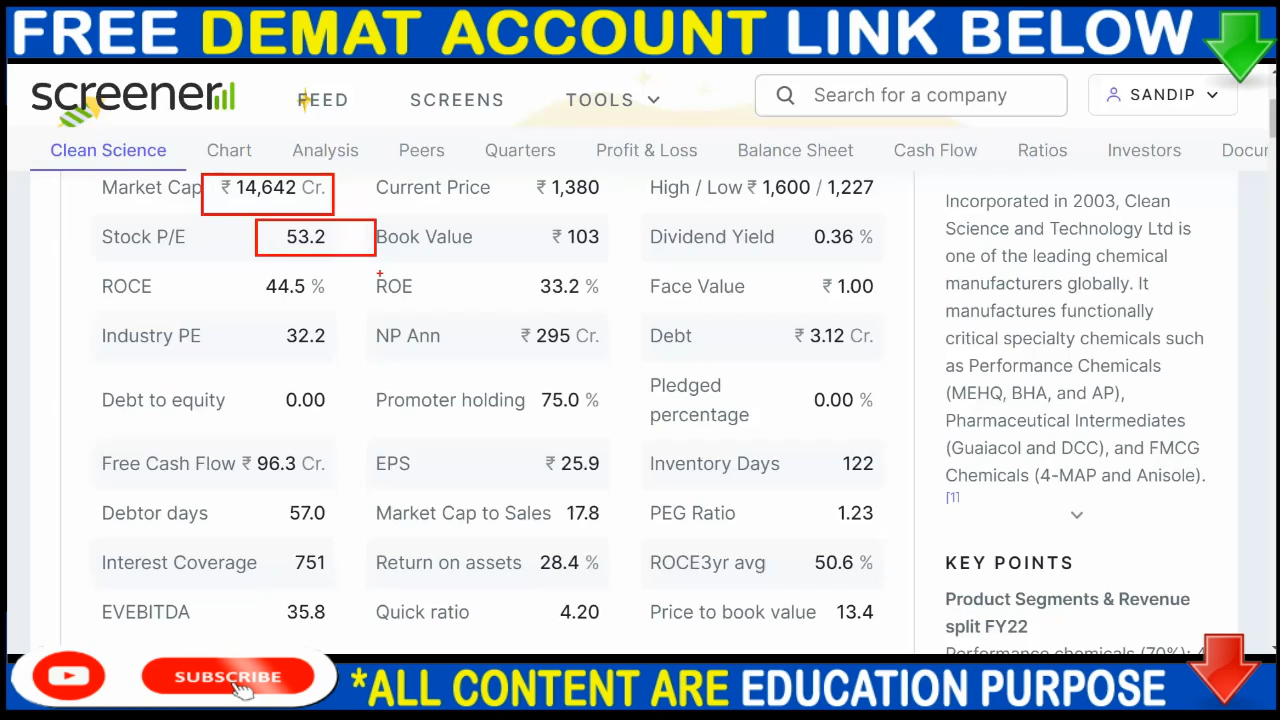 FREE DEMAT ACCOUNT LINK BELOW
screener
FEED SCREENS TOOLS Search for a company SANDIP
Clean Science Chart Analysis Peers Quarters Profit & Loss Balance Sheet Cash Flow Ratios Investors Docur
Market Cap ₹ 14,642 Cr. Current Price ₹ 1,380 High / Low ₹ 1,600 / 1,227
Stock P/E 53.2 Book Value ₹ 103 Dividend Yield 0.36 %
ROCE 44.5 % ROE 33.2 % Face Value ₹ 1.00
Industry PE 32.2 NP Ann ₹ 295 Cr. Debt ₹ 3.12 Cr.
Debt to equity 0.00 Promoter holding 75.0 % Pledged
percentage 0.00 %
Free Cash Flow ₹ 96.3 Cr. EPS ₹ 25.9 Inventory Days 122
Debtor days 57.0 Market Cap to Sales 17.8 PEG Ratio 1.23
Interest Coverage 751 Return on assets 28.4 % ROCE3yr avg 50.6 %
EVEBITDA 35.8 Quick ratio 4.20 Price to book value 13.4
Incorporated in 2003, Clean
Science and Technology Ltd is
one of the leading chemical
manufacturers globally. It
manufactures functionally
critical specialty chemicals such
as Performance Chemicals
(MEHQ, BHA, and AP),
Pharmaceutical Intermediates
(Guaiacol and DCC), and FMCG
Chemicals (4-MAP and Anisole).
[1]
KEY POINTS
Product Segments & Revenue
split FY22
Performance chemicals (70%):
SUBSCRIBE
*ALL CONTENT ARE EDUCATION PURPOSE